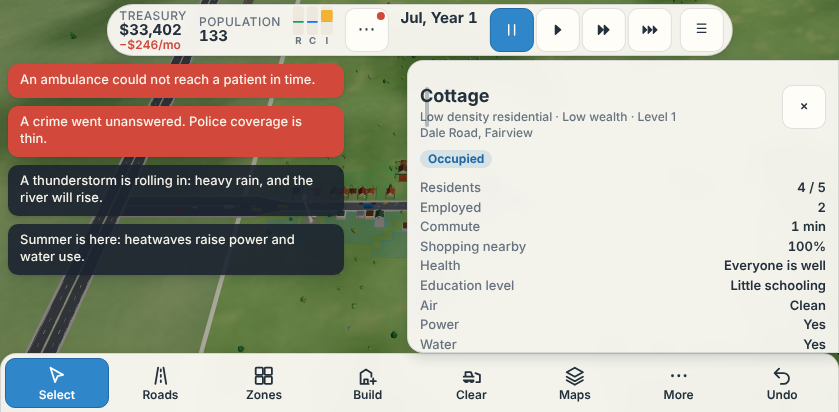 TREASURY
$33,402
−$246/mo
POPULATION
133
R C I
Jul, Year 1
An ambulance could not reach a patient in time.
A crime went unanswered. Police coverage is
thin.
A thunderstorm is rolling in: heavy rain, and the
river will rise.
Summer is here: heatwaves raise power and
water use.
Cottage
Low density residential · Low wealth · Level 1
Dale Road, Fairview
Occupied
Residents 4 / 5
Employed 2
Commute 1 min
Shopping nearby 100%
Health Everyone is well
Education level Little schooling
Air Clean
Power Yes
Water Yes
Select
Roads
Zones
Build
Clear
Maps
More
Undo